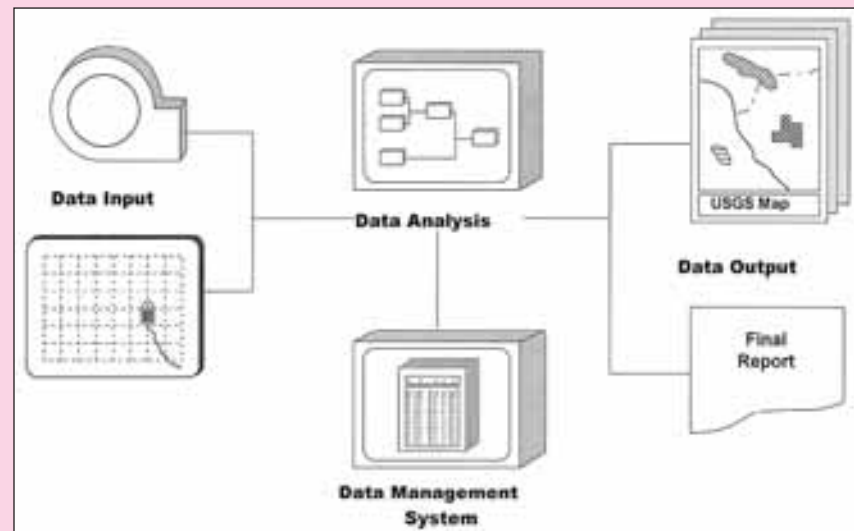 Data Input
Data Analysis
USGS Map
Data Output
Final
Report
Data Management
System